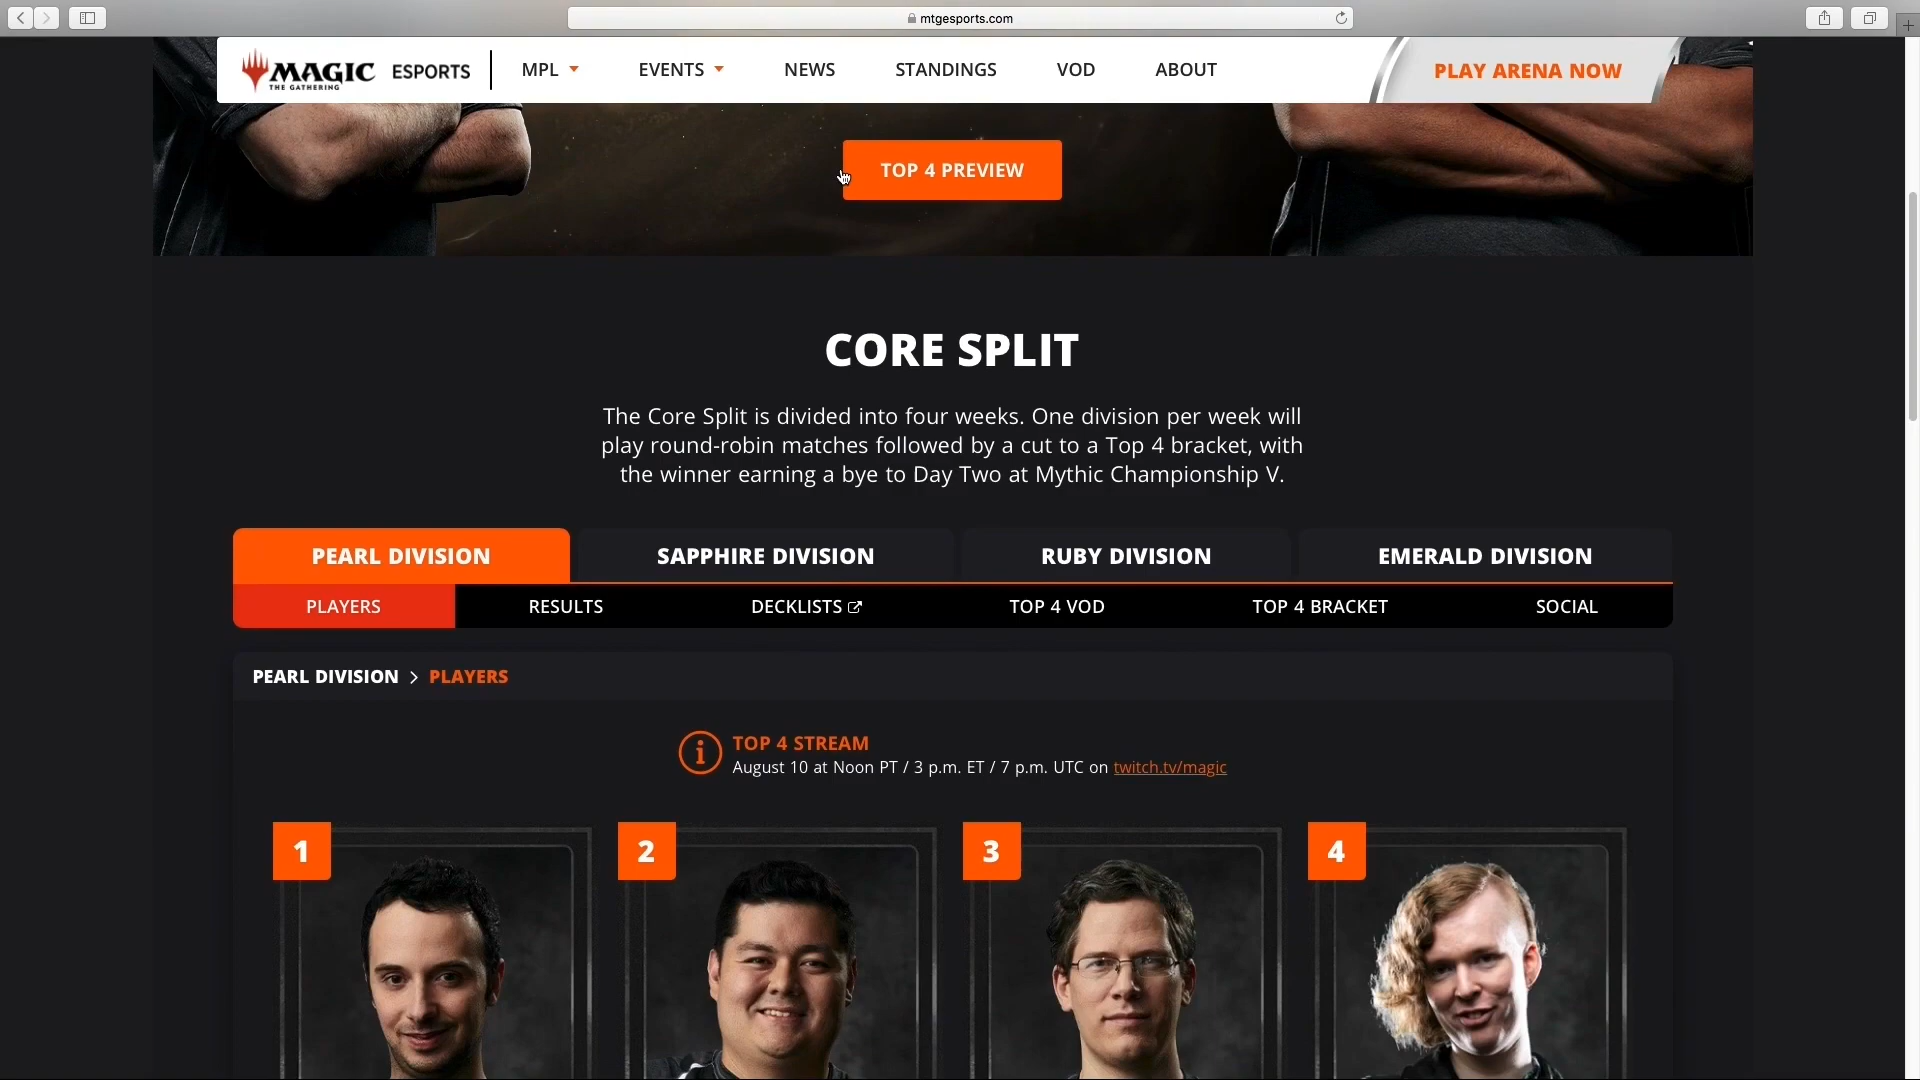 mtgesports.com
MAGIC
THE GATHERING
ESPORTS
MPL
EVENTS
NEWS
STANDINGS
VOD
ABOUT
PLAY ARENA NOW
TOP 4 PREVIEW
CORE SPLIT
The Core Split is divided into four weeks. One division per week will
play round-robin matches followed by a cut to a Top 4 bracket, with
the winner earning a bye to Day Two at Mythic Championship V.
PEARL DIVISION
SAPPHIRE DIVISION
RUBY DIVISION
EMERALD DIVISION
PLAYERS
RESULTS
DECKLISTS
TOP 4 VOD
TOP 4 BRACKET
SOCIAL
PEARL DIVISION > PLAYERS
TOP 4 STREAM
August 10 at Noon PT / 3 p.m. ET / 7 p.m. UTC on twitch.tv/magic
1
2
3
4